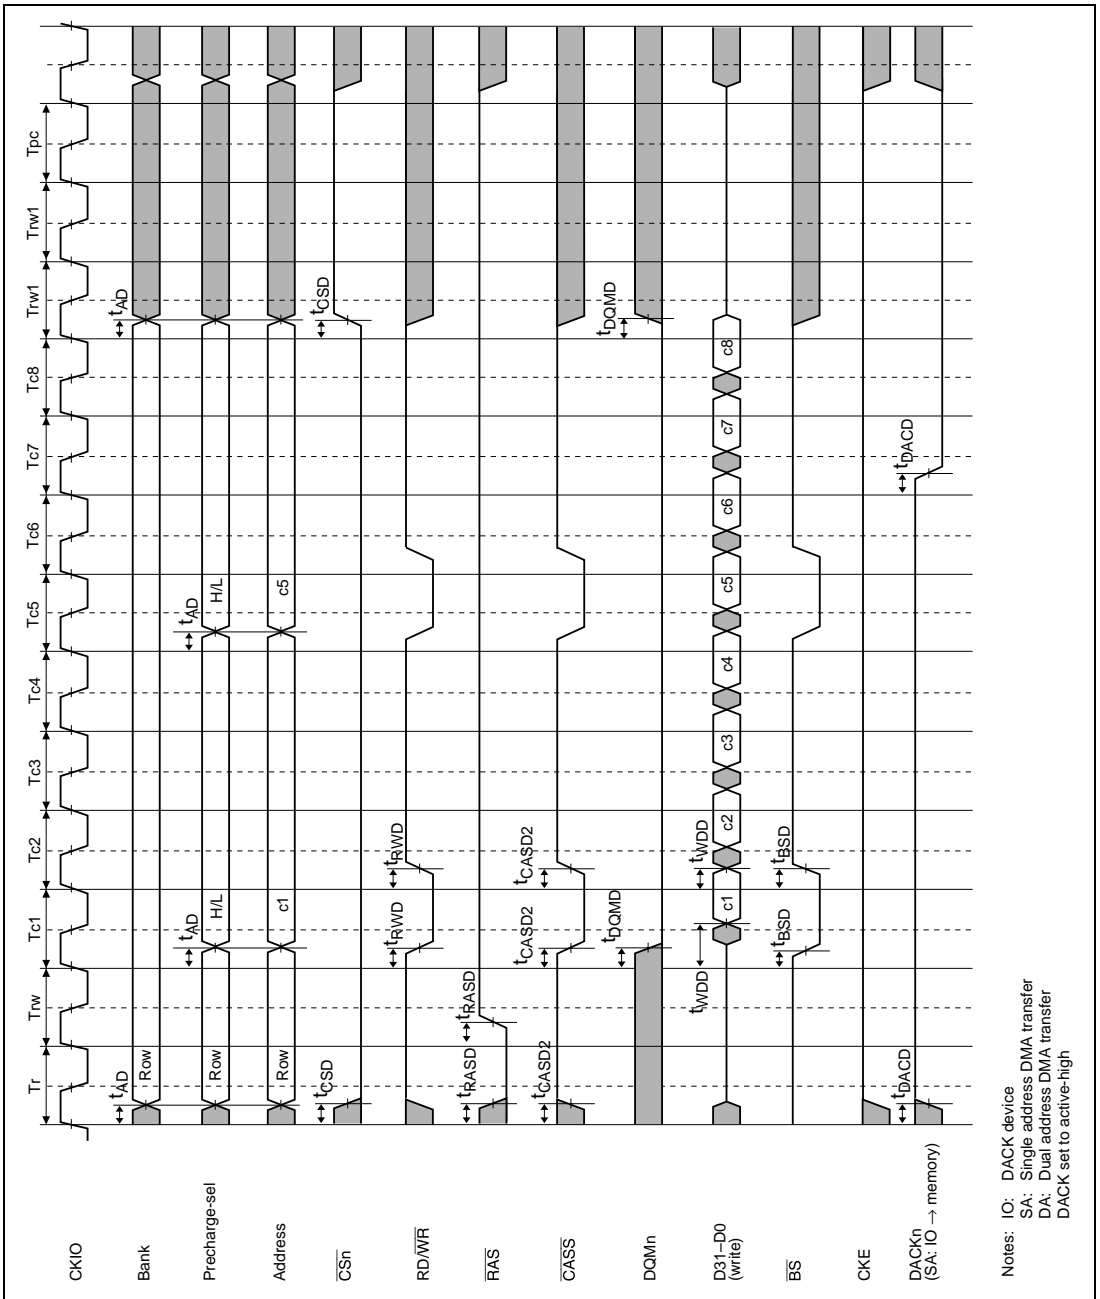 Tr Trw Tc1 Tc2 Tc3 Tc4 Tc5 Tc6 Tc7 Tc8 Trw1 Trw1 Tpc
CKIO
tAD tAD
Bank Row
tAD tAD
Precharge-sel Row H/L H/L
Address Row c1 c5
tCSD tCSD
CSn
tRWD tRWD
RD/WR
tRASD tRASD
RAS
tCASD2 tCASD2 tCASD2
CASS
tDQMD tDQMD
DQMn
tWDD tWDD
D31–D0 c1 c2 c3 c4 c5 c6 c7 c8
(write)
tBSD tBSD
BS
CKE
tDACD tDACD
DACKn
(SA: IO → memory)
Notes: IO: DACK device
SA: Single address DMA transfer
DA: Dual address DMA transfer
DACK set to active-high